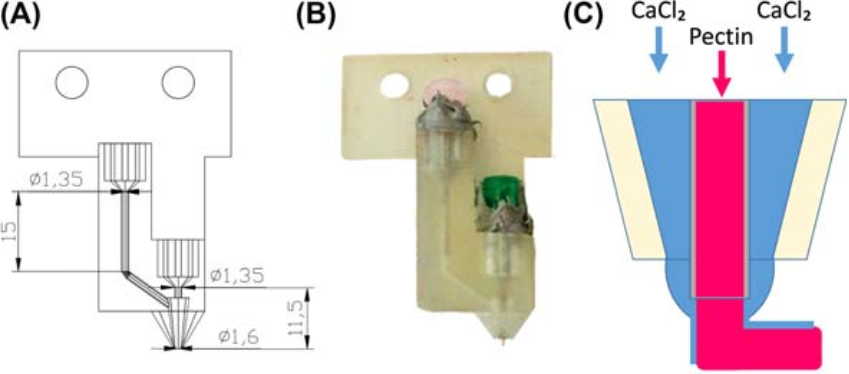 (A)
(B)
(C)
CaCl₂
CaCl₂
Pectin
Ø1,35
15
Ø1,35
11,5
Ø1,6